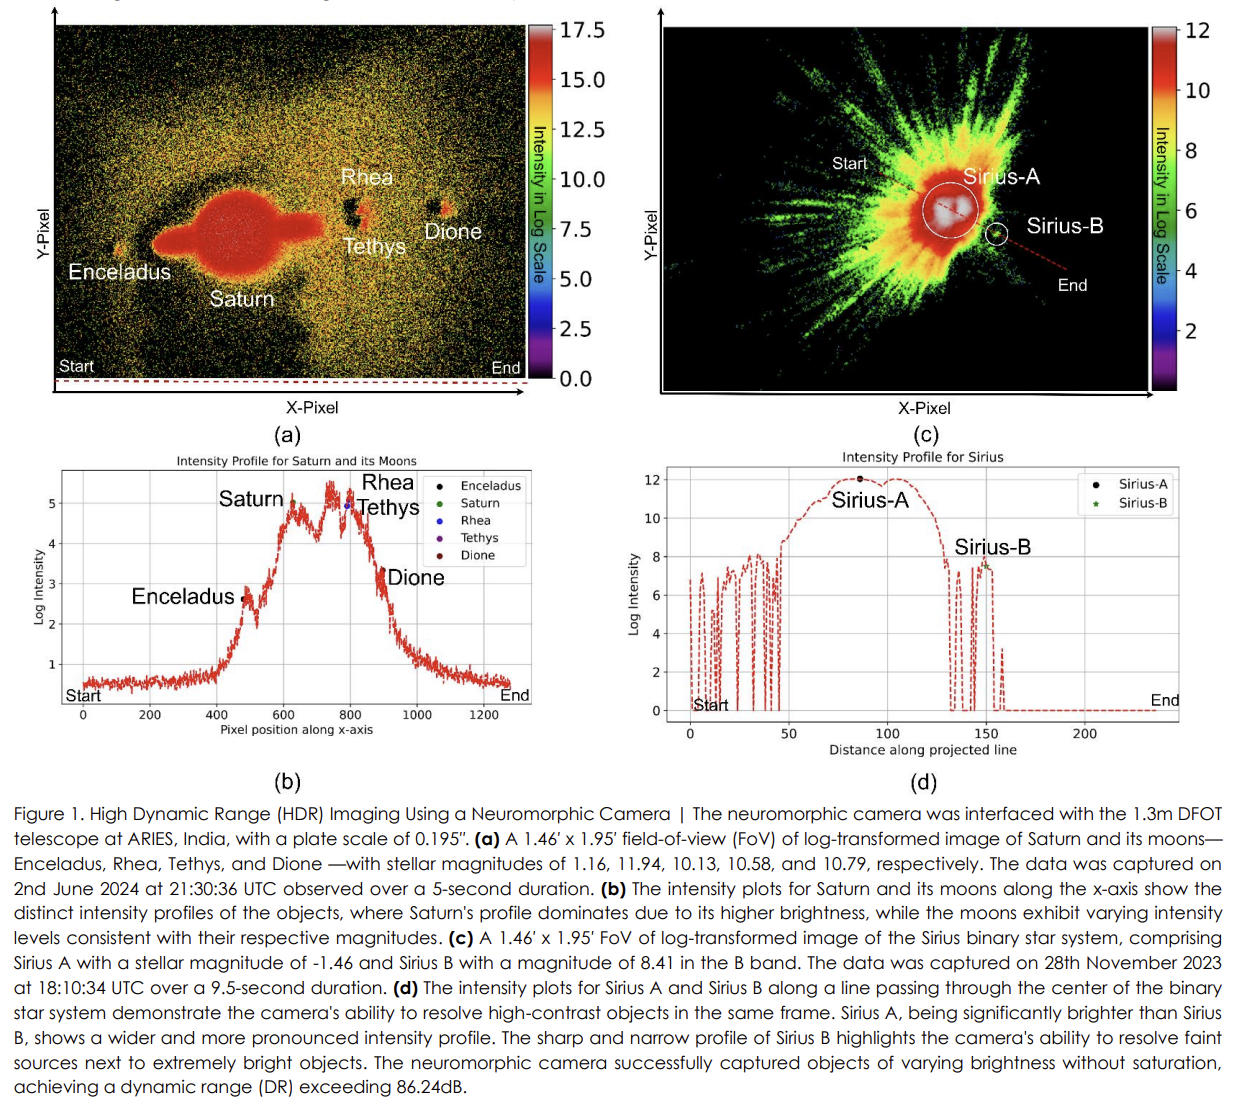 17.5
15.0
12.5
10.0
7.5
5.0
2.5
0.0
Intensity in Log Scale
Y-Pixel
Rhea
Tethys
Dione
Enceladus
Saturn
Start
End
X-Pixel
(a)
12
10
8
6
4
2
Intensity in Log Scale
Y-Pixel
Start
Sirius-A
Sirius-B
End
X-Pixel
(c)
Intensity Profile for Saturn and its Moons
Log Intensity
5
4
3
2
1
Saturn
Rhea
Tethys
Enceladus
Dione
Enceladus
Saturn
Rhea
Tethys
Dione
Start
End
0 200 400 600 800 1000 1200
Pixel position along x-axis
(b)
Intensity Profile for Sirius
Log Intensity
12
10
8
6
4
2
0
Sirius-A
Sirius-B
Sirius-A
Sirius-B
Start
End
0 50 100 150 200
Distance along projected line
(d)
Figure 1. High Dynamic Range (HDR) Imaging Using a Neuromorphic Camera | The neuromorphic camera was interfaced with the 1.3m DFOT
telescope at ARIES, India, with a plate scale of 0.195”. (a) A 1.46′ x 1.95′ field-of-view (FoV) of log-transformed image of Saturn and its moons—
Enceladus, Rhea, Tethys, and Dione —with stellar magnitudes of 1.16, 11.94, 10.13, 10.58, and 10.79, respectively. The data was captured on
2nd June 2024 at 21:30:36 UTC observed over a 5-second duration. (b) The intensity plots for Saturn and its moons along the x-axis show the
distinct intensity profiles of the objects, where Saturn's profile dominates due to its higher brightness, while the moons exhibit varying intensity
levels consistent with their respective magnitudes. (c) A 1.46′ x 1.95′ FoV of log-transformed image of the Sirius binary star system, comprising
Sirius A with a stellar magnitude of -1.46 and Sirius B with a magnitude of 8.41 in the B band. The data was captured on 28th November 2023
at 18:10:34 UTC over a 9.5-second duration. (d) The intensity plots for Sirius A and Sirius B along a line passing through the center of the binary
star system demonstrate the camera's ability to resolve high-contrast objects in the same frame. Sirius A, being significantly brighter than Sirius
B, shows a wider and more pronounced intensity profile. The sharp and narrow profile of Sirius B highlights the camera's ability to resolve faint
sources next to extremely bright objects. The neuromorphic camera successfully captured objects of varying brightness without saturation,
achieving a dynamic range (DR) exceeding 86.24dB.